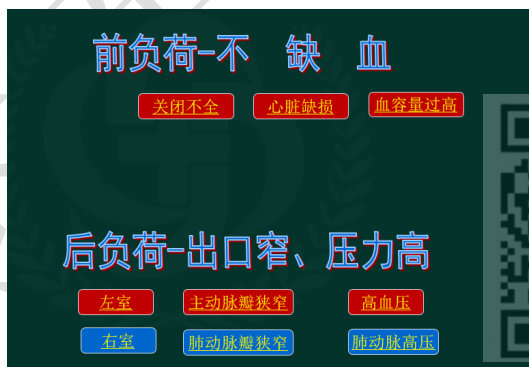 前负荷-不 缺 血
关闭不全 心脏缺损 血容量过高
后负荷-出口窄、压力高
左室 主动脉瓣狭窄 高血压
右室 肺动脉瓣狭窄 肺动脉高压